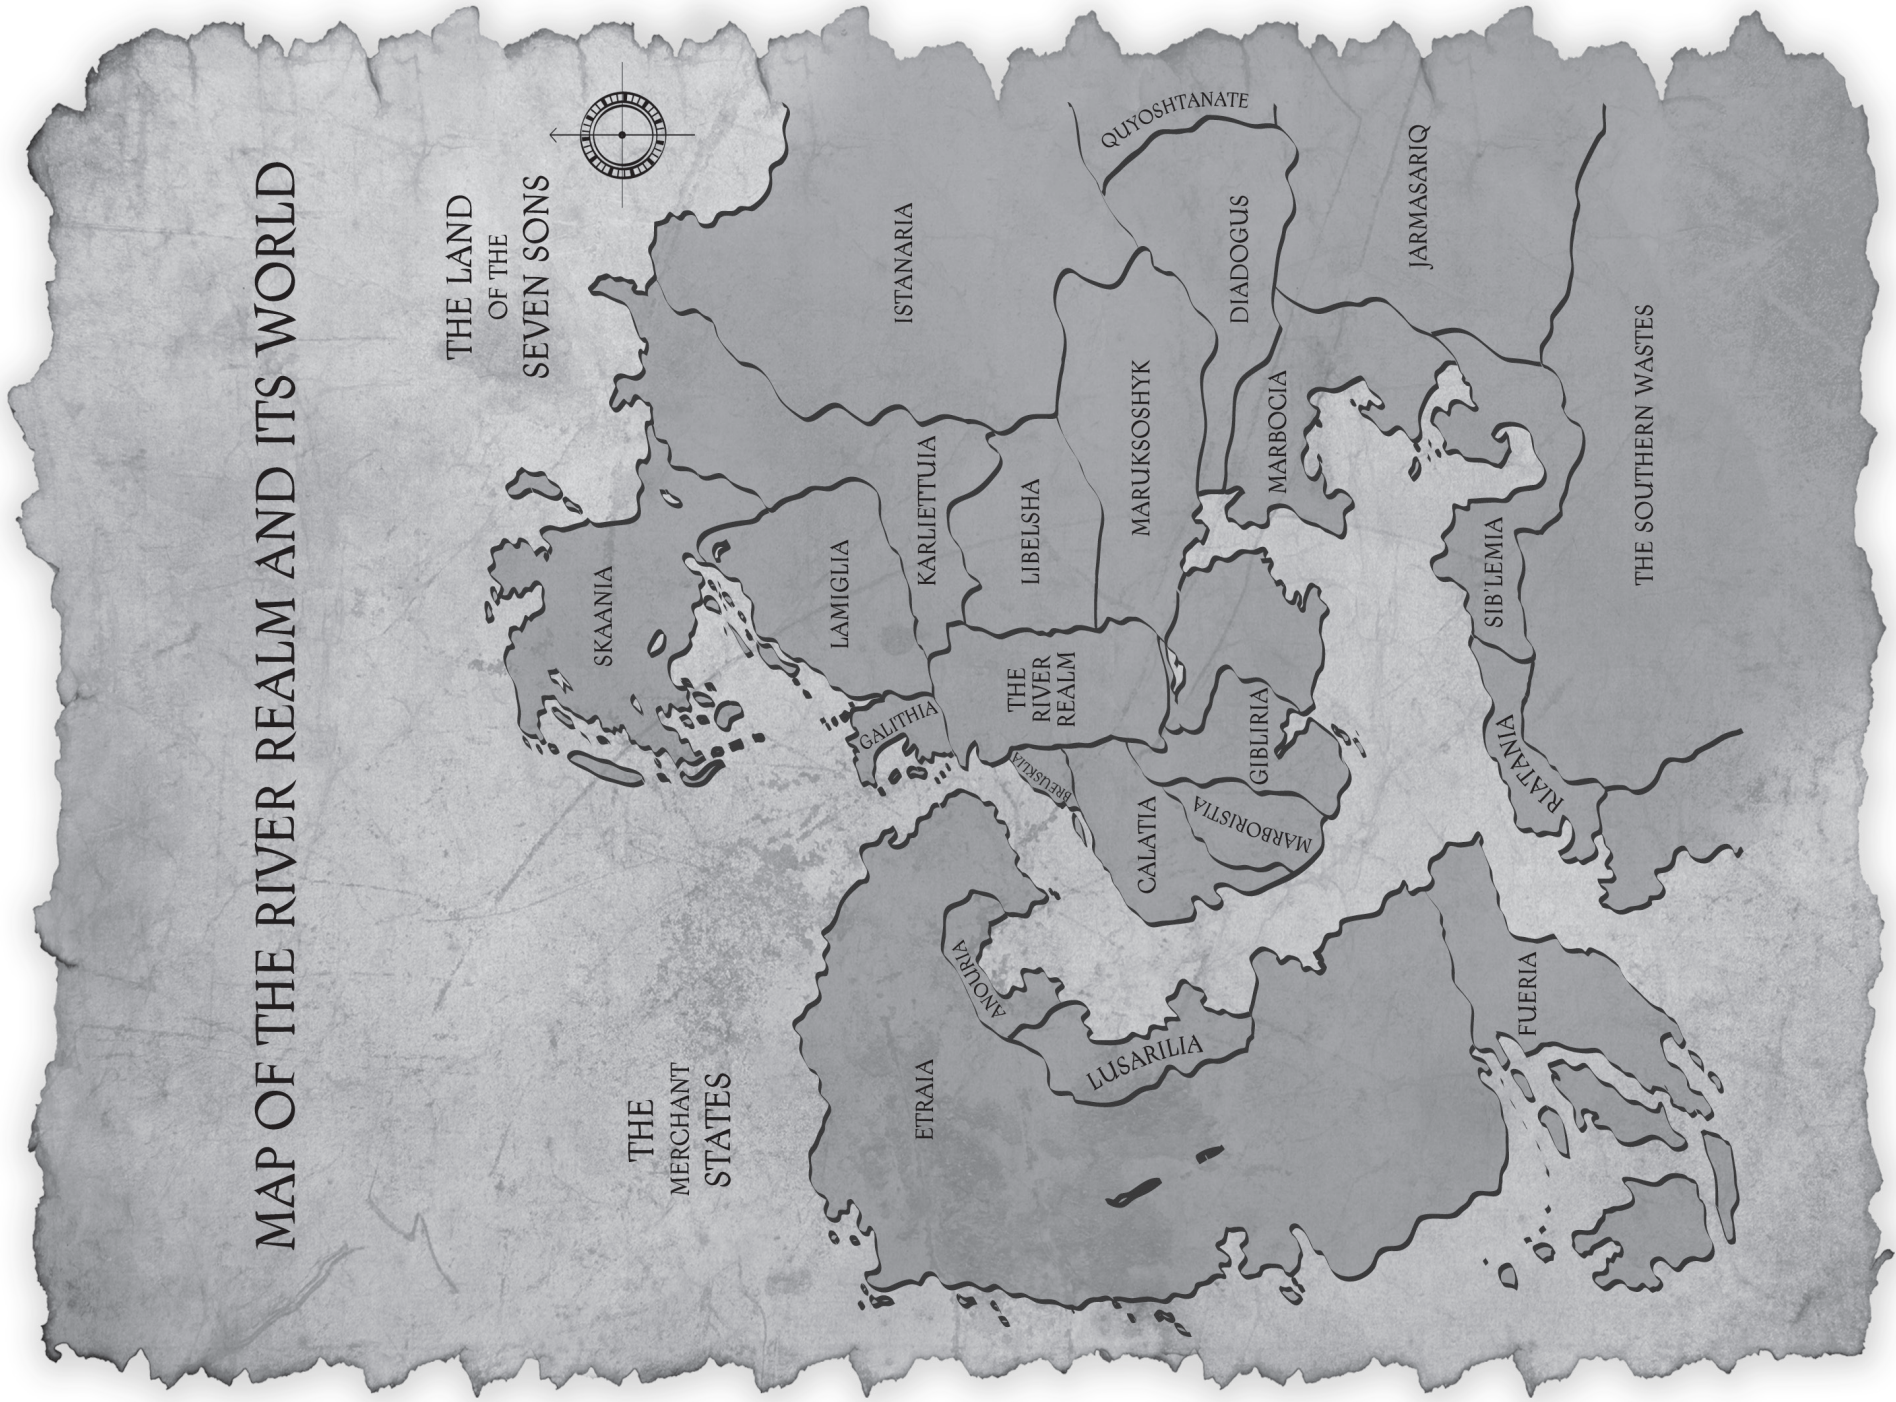 MAP OF THE RIVER REALM AND ITS WORLD
THE LAND
OF THE
SEVEN SONS
THE
MERCHANT
STATES
SKAANIA
LAMIGLIA
GALITHIA
ISTANARIA
KARLIETTUIA
LIBELSHA
THE
RIVER
REALM
BREUSKLIA
ETRAIA
ANOURIA
LUSARILIA
CALATIA
MARUKSOSHYK
QUYOSHTANATE
DIADOGUS
MARBORISTIA
GIBLIRIA
MARBOCIA
JARMASARIQ
SIB'LEMIA
RIATANIA
FUERIA
THE SOUTHERN WASTES